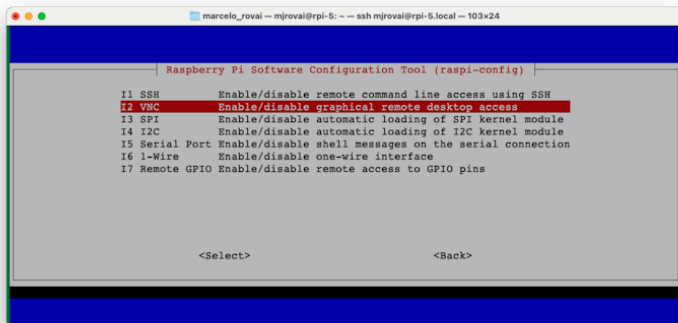 marcelo_rovai — mjrovai@rpi-5: ~ — ssh mjrovai@rpi-5.local — 103×24
Raspberry Pi Software Configuration Tool (raspi-config)
I1 SSH Enable/disable remote command line access using SSH
I2 VNC Enable/disable graphical remote desktop access
I3 SPI Enable/disable automatic loading of SPI kernel module
I4 I2C Enable/disable automatic loading of I2C kernel module
I5 Serial Port Enable/disable shell messages on the serial connection
I6 1-Wire Enable/disable one-wire interface
I7 Remote GPIO Enable/disable remote access to GPIO pins
<Select> <Back>